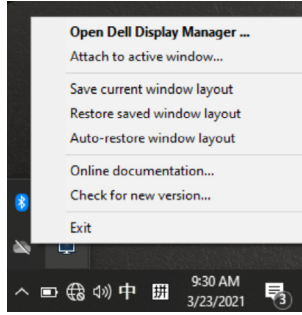 Open Dell Display Manager ...
Attach to active window...
Save current window layout
Restore saved window layout
Auto-restore window layout
Online documentation...
Check for new version...
Exit
中 拼 9:30 AM
3/23/2021
3